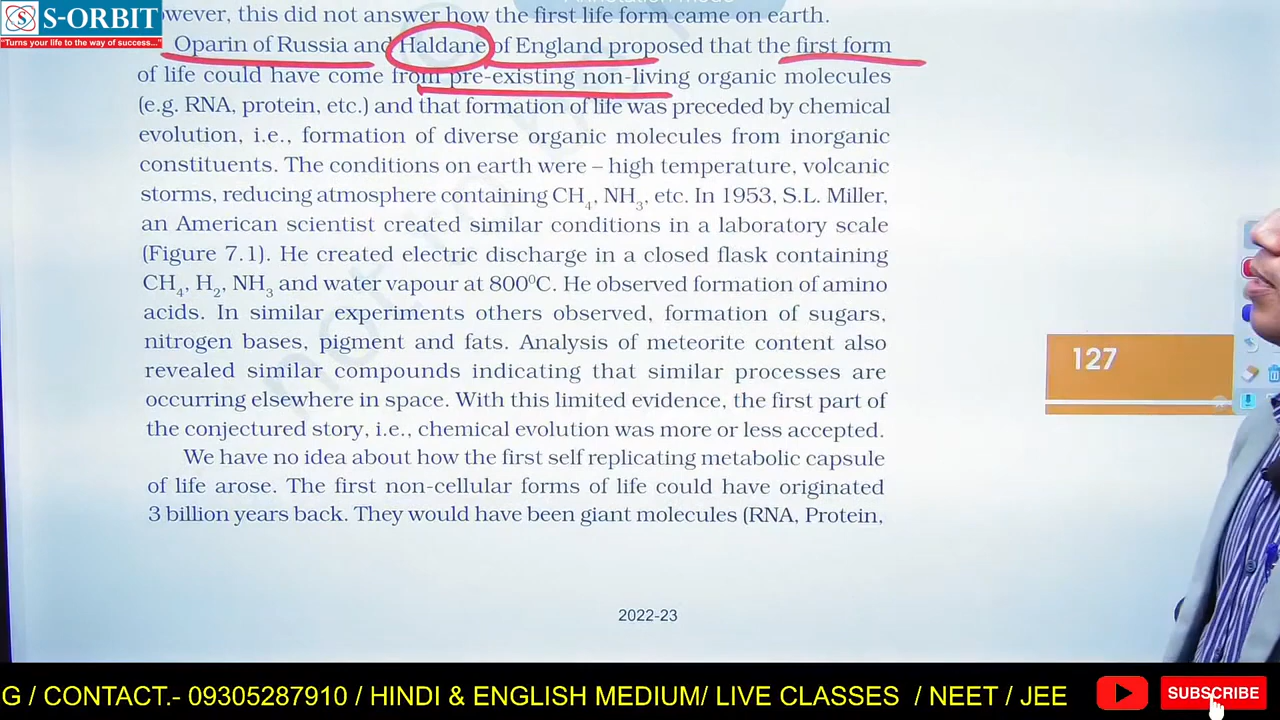 S-ORBIT
"Turns your life to the way of success..."
owever, this did not answer how the first life form came on earth.
Oparin of Russia and Haldane of England proposed that the first form
of life could have come from pre-existing non-living organic molecules
(e.g. RNA, protein, etc.) and that formation of life was preceded by chemical
evolution, i.e., formation of diverse organic molecules from inorganic
constituents. The conditions on earth were – high temperature, volcanic
storms, reducing atmosphere containing CH₄, NH₃, etc. In 1953, S.L. Miller,
an American scientist created similar conditions in a laboratory scale
(Figure 7.1). He created electric discharge in a closed flask containing
CH₄, H₂, NH₃ and water vapour at 800⁰C. He observed formation of amino
acids. In similar experiments others observed, formation of sugars,
nitrogen bases, pigment and fats. Analysis of meteorite content also
revealed similar compounds indicating that similar processes are
occurring elsewhere in space. With this limited evidence, the first part of
the conjectured story, i.e., chemical evolution was more or less accepted.
We have no idea about how the first self replicating metabolic capsule
of life arose. The first non-cellular forms of life could have originated
3 billion years back. They would have been giant molecules (RNA, Protein,
127
2022-23
G / CONTACT.- 09305287910 / HINDI & ENGLISH MEDIUM/ LIVE CLASSES / NEET / JEE
SUBSCRIBE